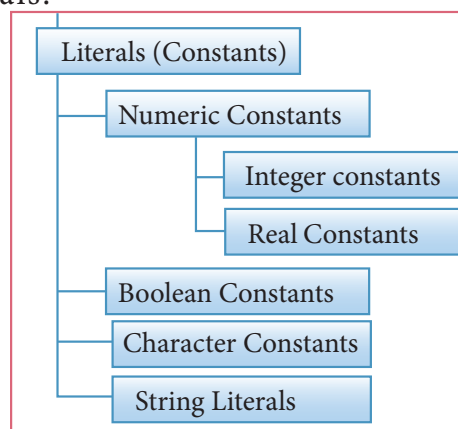 Literals (Constants)
Numeric Constants
Integer constants
Real Constants
Boolean Constants
Character Constants
String Literals